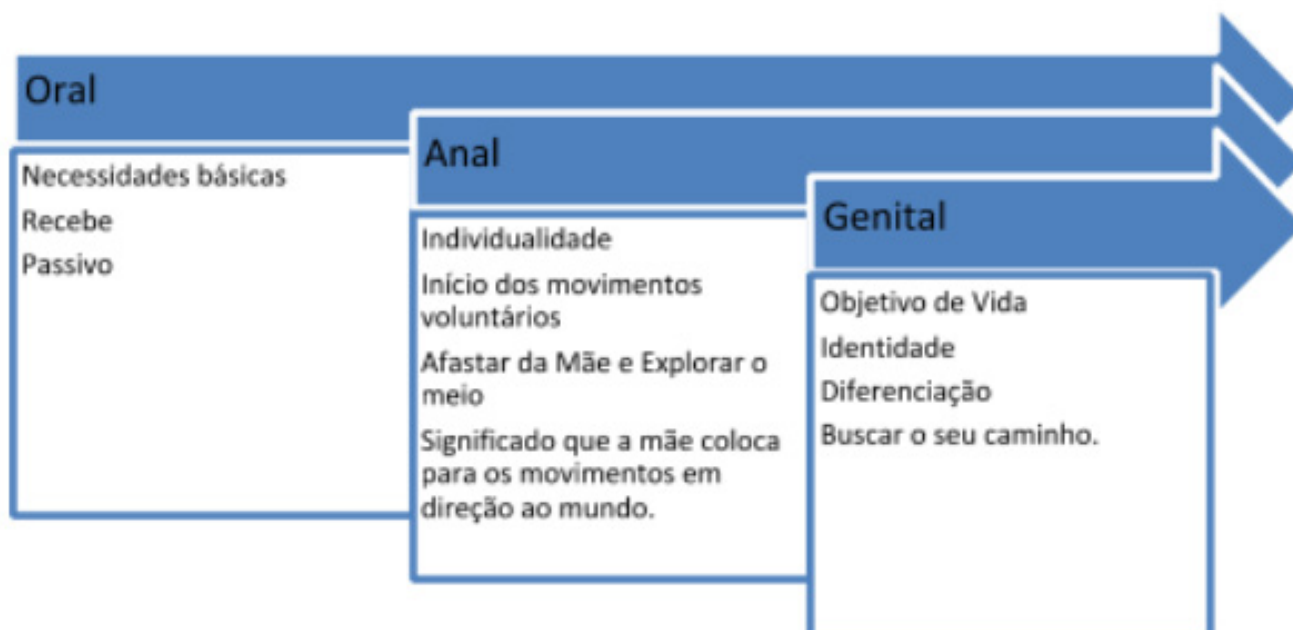 Oral
Necessidades básicas
Recebe
Passivo
Anal
Individualidade
Início dos movimentos
voluntários
Afastar da Mãe e Explorar o
meio
Significado que a mãe coloca
para os movimentos em
direção ao mundo.
Genital
Objetivo de Vida
Identidade
Diferenciação
Buscar o seu caminho.